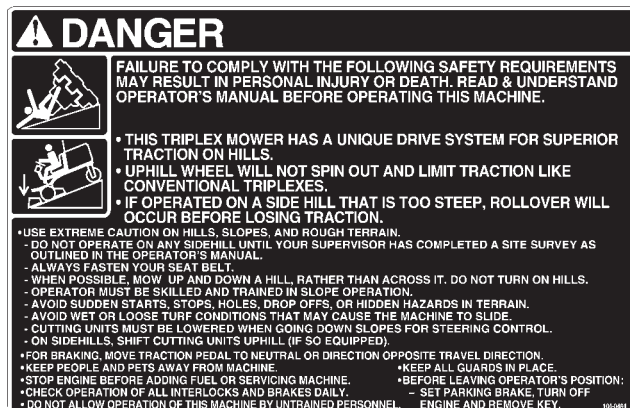 DANGER
FAILURE TO COMPLY WITH THE FOLLOWING SAFETY REQUIREMENTS
MAY RESULT IN PERSONAL INJURY OR DEATH. READ & UNDERSTAND
OPERATOR'S MANUAL BEFORE OPERATING THIS MACHINE.
• THIS TRIPLEX MOWER HAS A UNIQUE DRIVE SYSTEM FOR SUPERIOR
TRACTION ON HILLS.
• UPHILL WHEEL WILL NOT SPIN OUT AND LIMIT TRACTION LIKE
CONVENTIONAL TRIPLEXES.
• IF OPERATED ON A SIDE HILL THAT IS TOO STEEP, ROLLOVER WILL
OCCUR BEFORE LOSING TRACTION.
• USE EXTREME CAUTION ON HILLS, SLOPES, AND ROUGH TERRAIN.
- DO NOT OPERATE ON ANY SIDEHILL UNTIL YOUR SUPERVISOR HAS COMPLETED A SITE SURVEY AS
OUTLINED IN THE OPERATOR'S MANUAL.
- ALWAYS FASTEN YOUR SEAT BELT.
- WHEN POSSIBLE, MOW UP AND DOWN A HILL, RATHER THAN ACROSS IT. DO NOT TURN ON HILLS.
- OPERATOR MUST BE SKILLED AND TRAINED IN SLOPE OPERATION.
- AVOID SUDDEN STARTS, STOPS, HOLES, DROP OFFS, OR HIDDEN HAZARDS IN TERRAIN.
- AVOID WET OR LOOSE TURF CONDITIONS THAT MAY CAUSE THE MACHINE TO SLIDE.
- CUTTING UNITS MUST BE LOWERED WHEN GOING DOWN SLOPES FOR STEERING CONTROL.
- ON SIDEHILLS, SHIFT CUTTING UNITS UPHILL (IF SO EQUIPPED).
• FOR BRAKING, MOVE TRACTION PEDAL TO NEUTRAL OR DIRECTION OPPOSITE TRAVEL DIRECTION.
• KEEP PEOPLE AND PETS AWAY FROM MACHINE.
• STOP ENGINE BEFORE ADDING FUEL OR SERVICING MACHINE.
• CHECK OPERATION OF ALL INTERLOCKS AND BRAKES DAILY.
• DO NOT ALLOW OPERATION OF THIS MACHINE BY UNTRAINED PERSONNEL.
• KEEP ALL GUARDS IN PLACE.
• BEFORE LEAVING OPERATOR'S POSITION:
- SET PARKING BRAKE, TURN OFF
ENGINE AND REMOVE KEY.